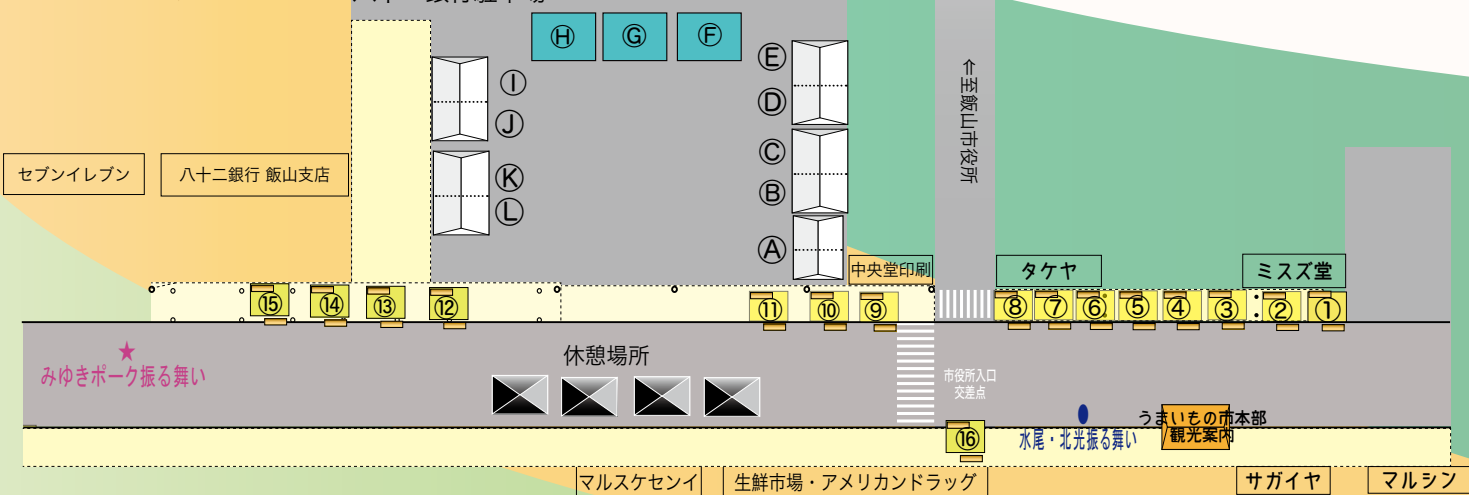 Ⓗ Ⓖ Ⓕ
Ⓔ
Ⓓ
Ⓒ
Ⓑ
Ⓐ
Ⓘ
Ⓙ
Ⓚ
Ⓛ
⇐至飯山市役所
セブンイレブン
八十二銀行 飯山支店
中央堂印刷
タケヤ
ミスズ堂
⑮ ⑭ ⑬ ⑫ ⑪ ⑩ ⑨ ⑧ ⑦ ⑥ ⑤ ④ ③ ② ①
★
みゆきポーク振る舞い
休憩場所
市役所入口
交差点
⑯
水尾・北光振る舞い
うまいもの市本部
観光案内
マルスケセンイ
生鮮市場・アメリカンドラッグ
サガイヤ
マルシン